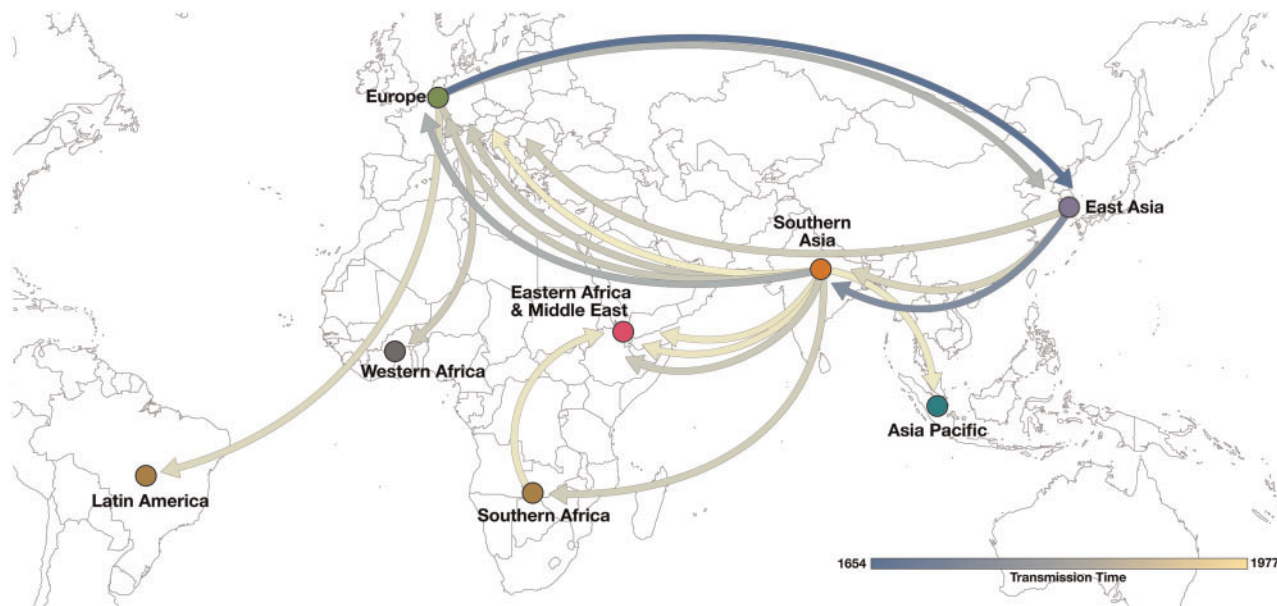 Europe
East Asia
Southern
Asia
Eastern Africa
& Middle East
Western Africa
Asia Pacific
Latin America
Southern Africa
1654
1977
Transmission Time